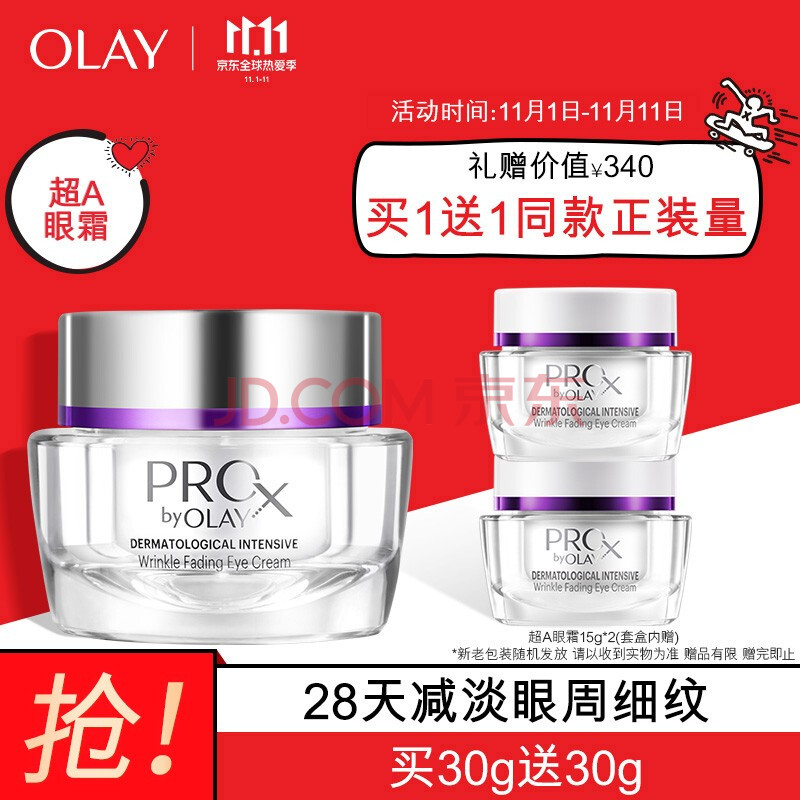 OLAY
11.11
京东全球热爱季
11.1-11
活动时间:11月1日-11月11日
礼赠价值¥340
买1送1同款正装量
超A
眼霜
JD.COM 京东
PROX
by OLAY
DERMATOLOGICAL INTENSIVE
Wrinkle Fading Eye Cream
PROX
by OLAY
DERMATOLOGICAL INTENSIVE
Wrinkle Fading Eye Cream
PROX
by OLAY
DERMATOLOGICAL INTENSIVE
Wrinkle Fading Eye Cream
超A眼霜15g*2(套盒内赠)
*新老包装随机发放 请以收到实物为准 赠品有限 赠完即止
抢!
28天减淡眼周细纹
买30g送30g